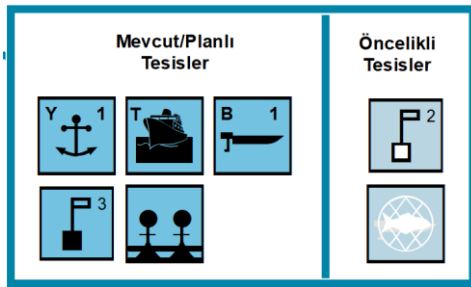 Mevcut/Planlı
Tesisler
Y 1
T
B 1
3
Öncelikli
Tesisler
2